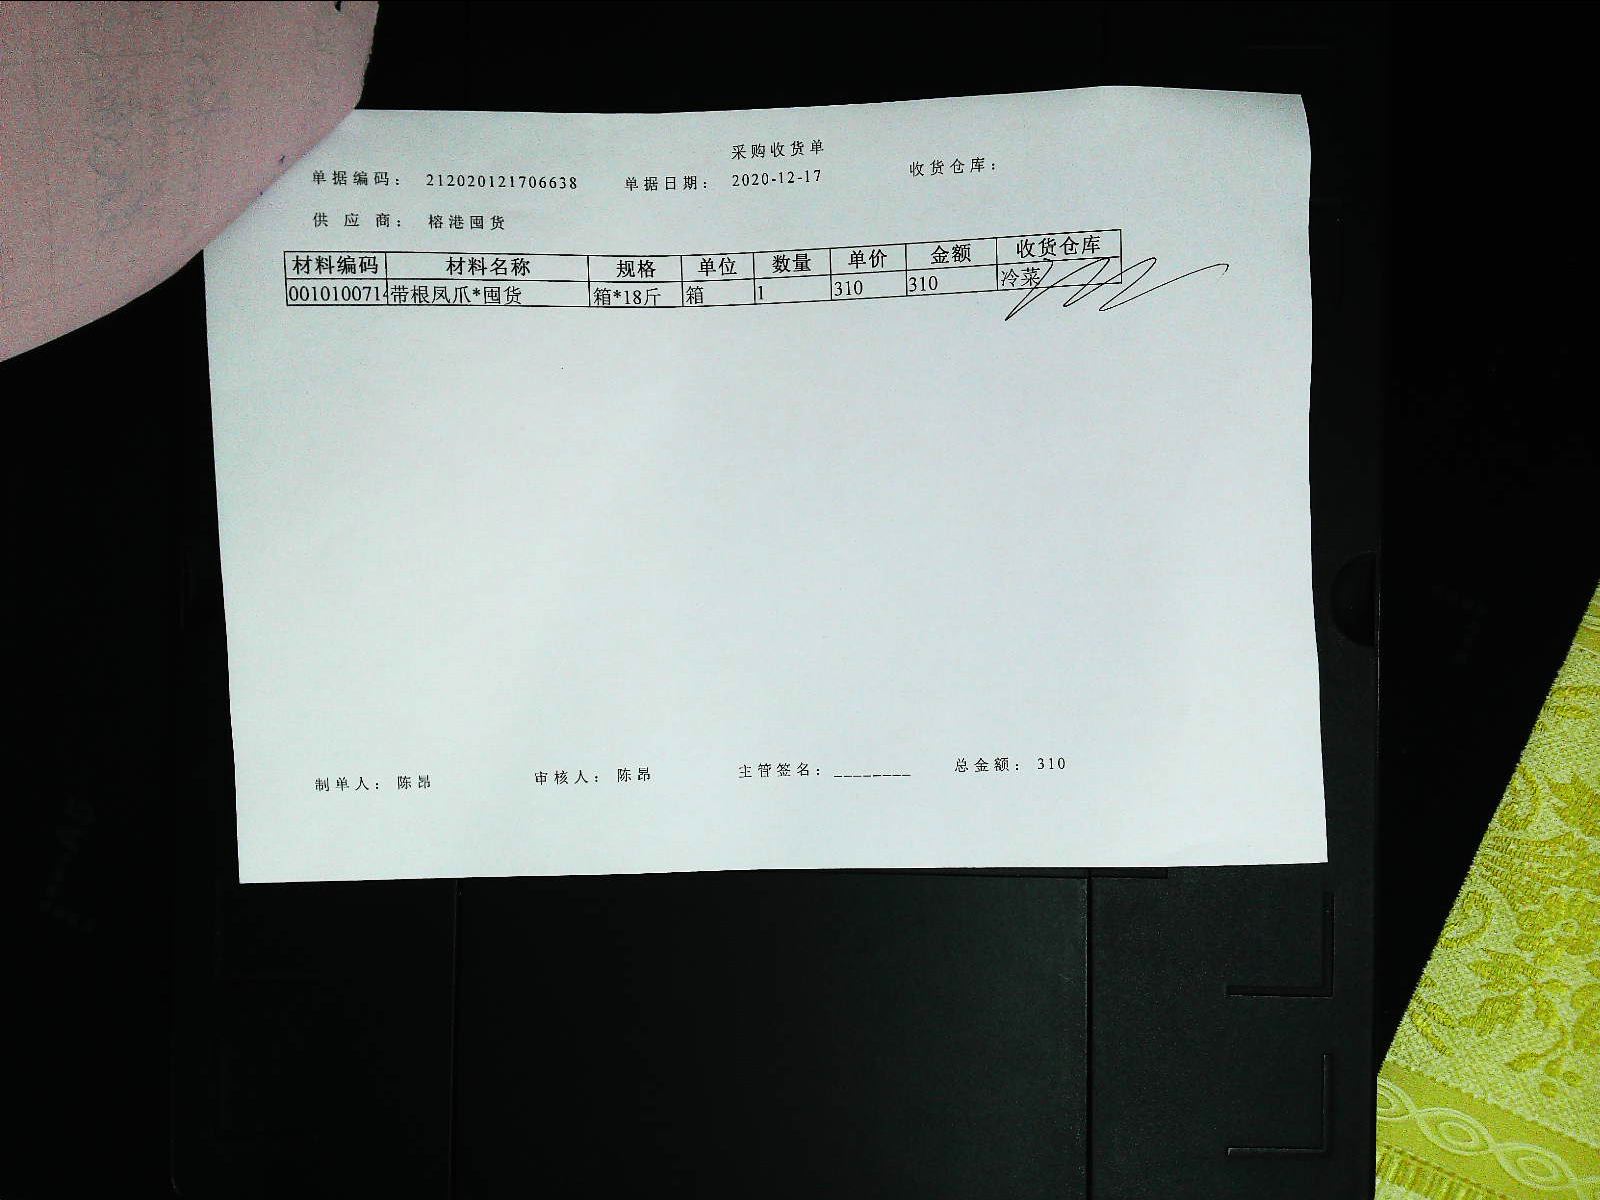 采购收货单
单据编码： 212020121706638 单据日期： 2020-12-17 收货仓库：
供 应 商： 榕港囤货
材料编码 材料名称 规格 单位 数量 单价 金额 收货仓库
0010100714 带根凤爪*囤货 箱*18斤 箱 1 310 310 冷菜
制单人： 陈昂 审核人： 陈昂 主管签名：________ 总金额： 310